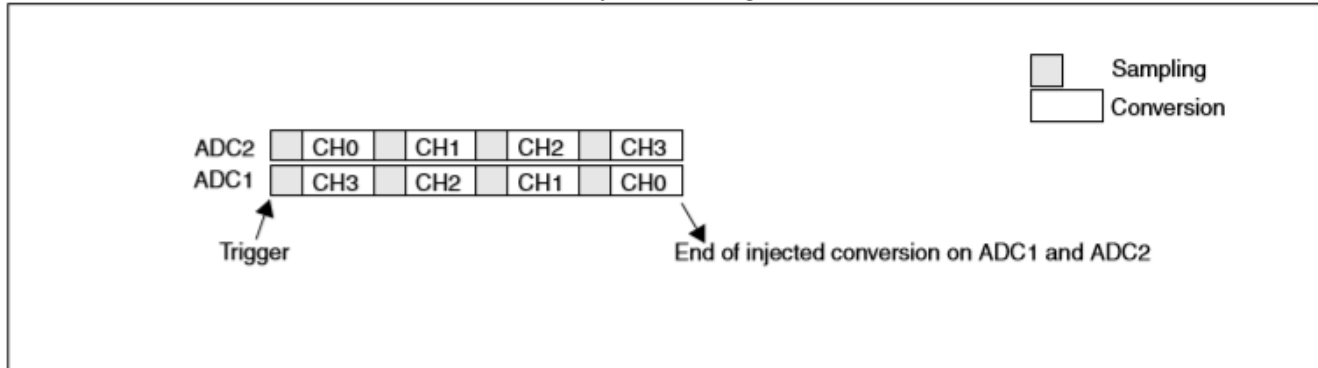 Sampling
Conversion
ADC2 CH0 CH1 CH2 CH3
ADC1 CH3 CH2 CH1 CH0
Trigger
End of injected conversion on ADC1 and ADC2